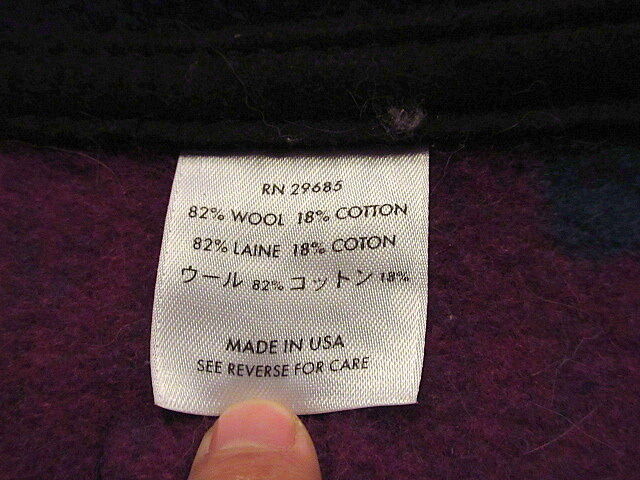 RN 29685
82% WOOL 18% COTTON
82% LAINE 18% COTON
ウール 82% コットン 18%
MADE IN USA
SEE REVERSE FOR CARE